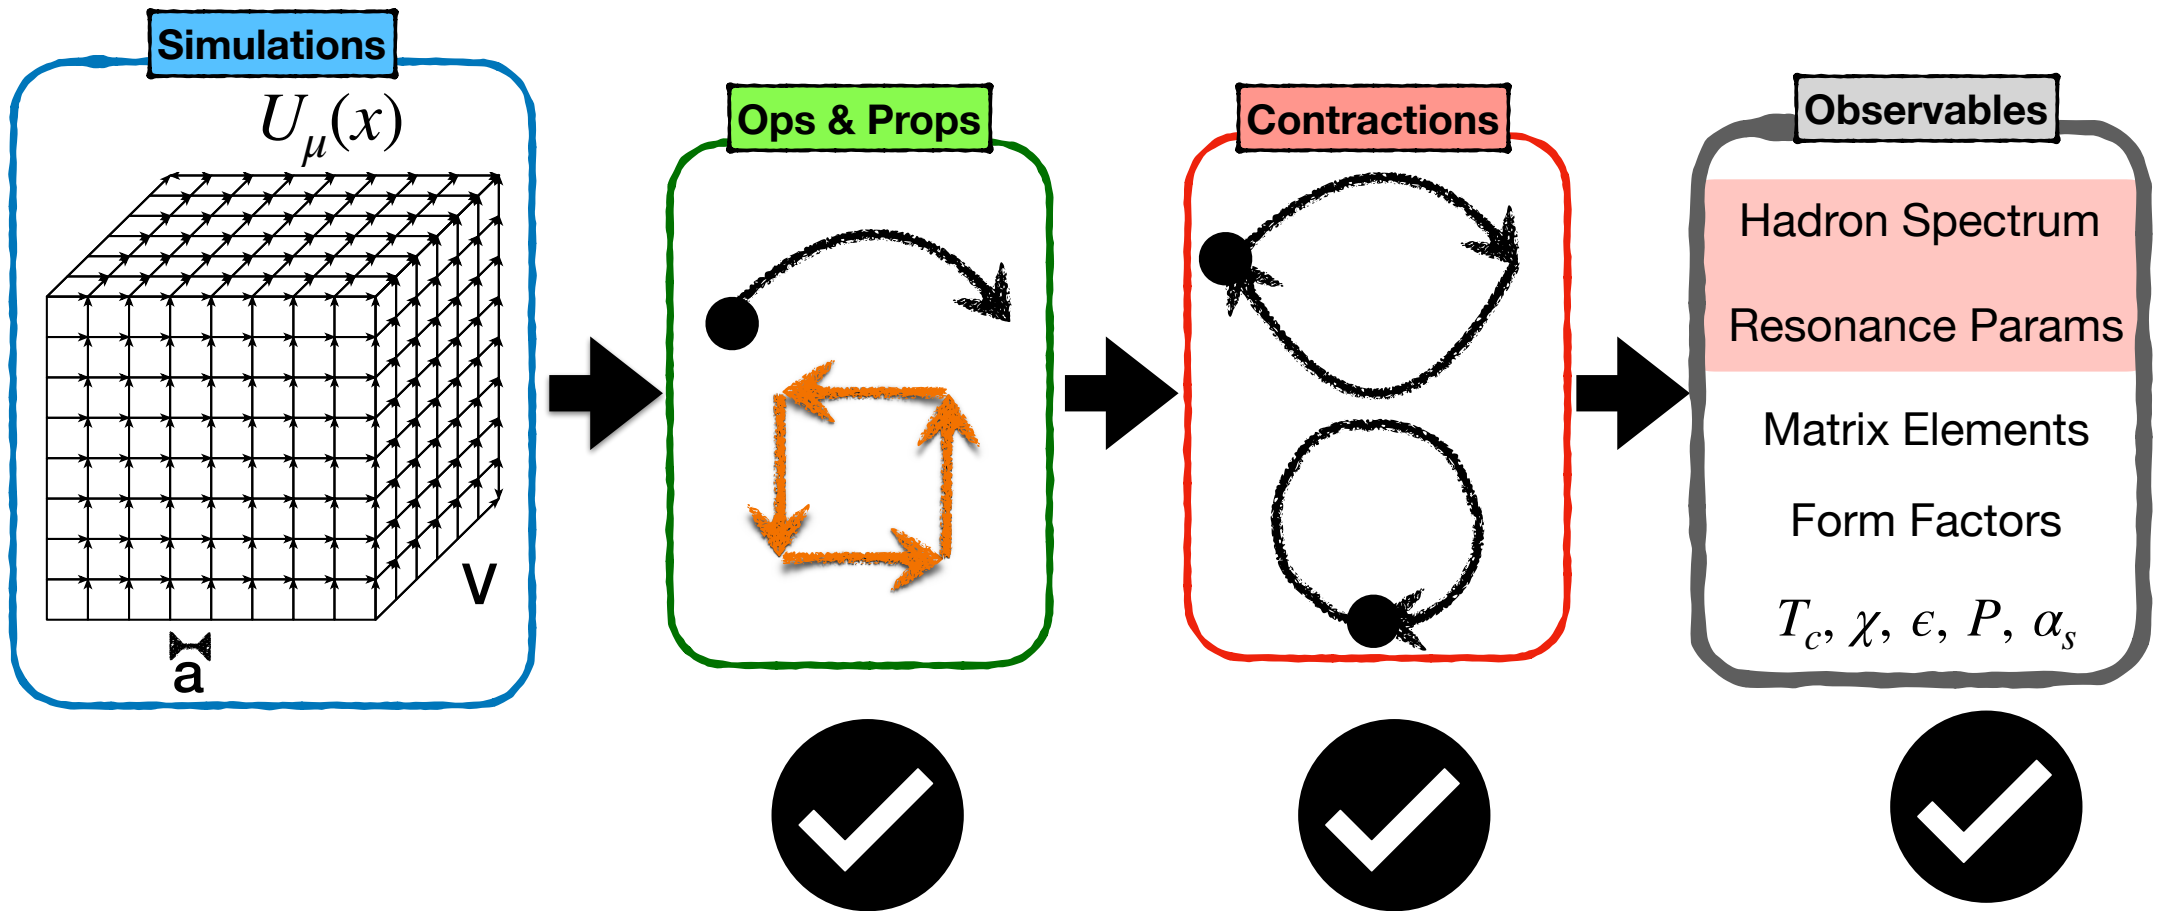 Simulations
U_μ(x)
V
a
Ops & Props
Contractions
Observables
Hadron Spectrum
Resonance Params
Matrix Elements
Form Factors
T_c, χ, ϵ, P, α_s